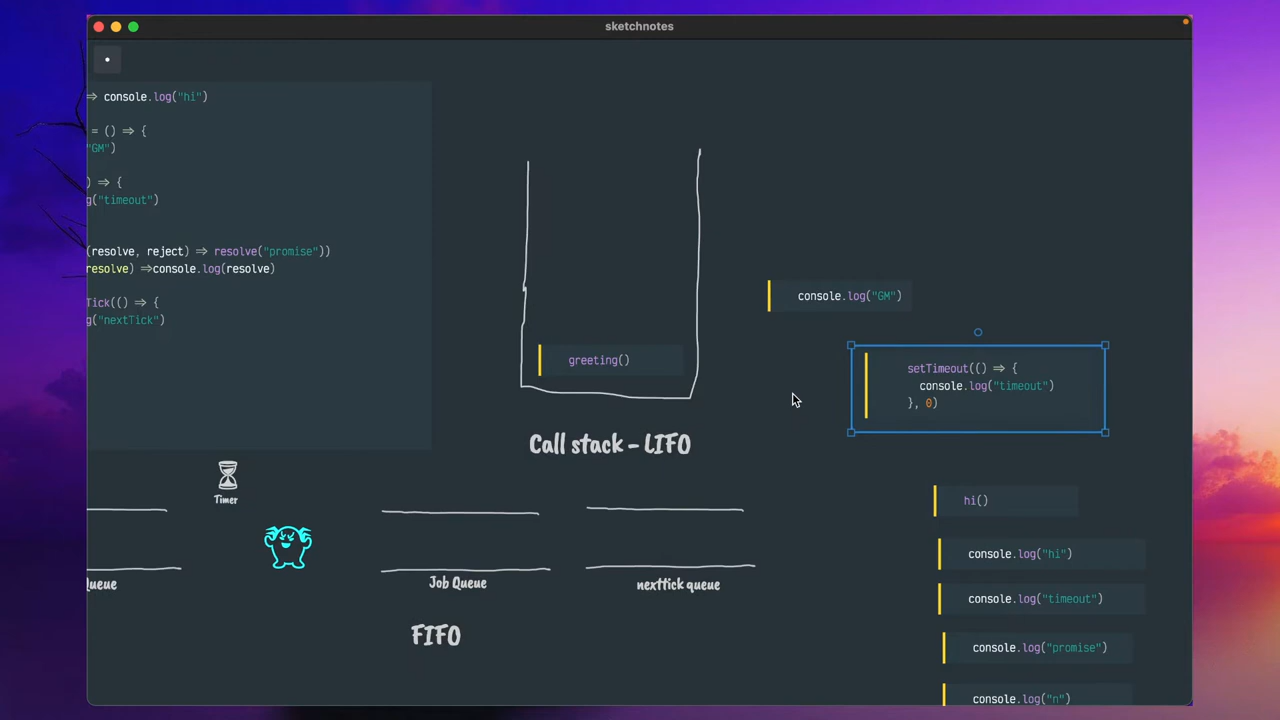 sketchnotes
=> console.log("hi")
= () => {
"GM")
) => {
g("timeout")
(resolve, reject) => resolve("promise"))
resolve) =>console.log(resolve)
Tick(() => {
g("nextTick")
console.log("GM")
greeting()
setTimeout(() => {
console.log("timeout")
}, 0)
Call stack - LIFO
Timer
hi()
console.log("hi")
Queue
Job Queue
nexttick queue
console.log("timeout")
FIFO
console.log("promise")
console.log("n")